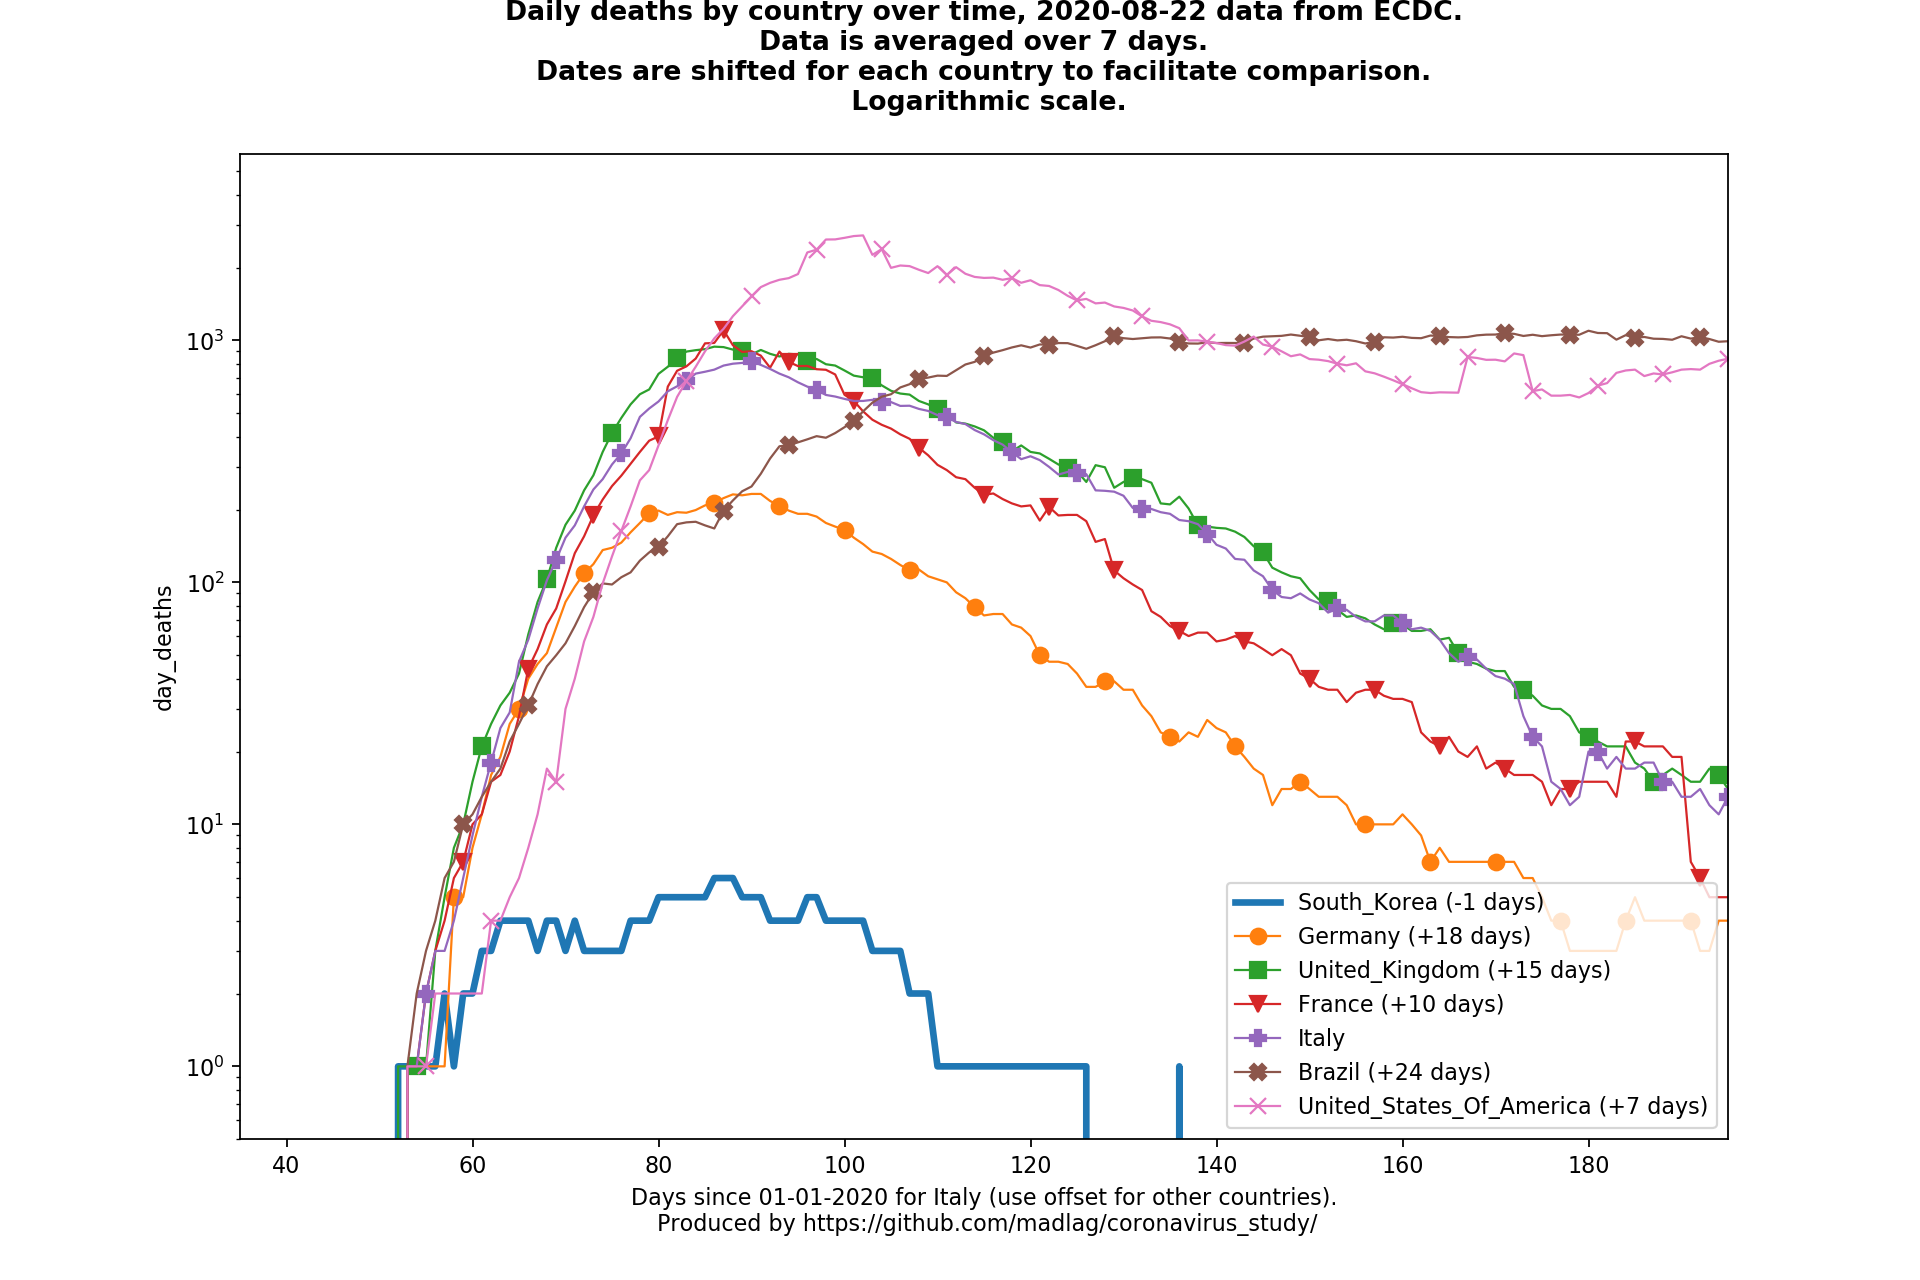 Daily deaths by country over time, 2020-08-22 data from ECDC.
Data is averaged over 7 days.
Dates are shifted for each country to facilitate comparison.
Logarithmic scale.
day_deaths
10³
10²
10¹
10⁰
South_Korea (-1 days)
Germany (+18 days)
United_Kingdom (+15 days)
France (+10 days)
Italy
Brazil (+24 days)
United_States_Of_America (+7 days)
40 60 80 100 120 140 160 180
Days since 01-01-2020 for Italy (use offset for other countries).
Produced by https://github.com/madlag/coronavirus_study/